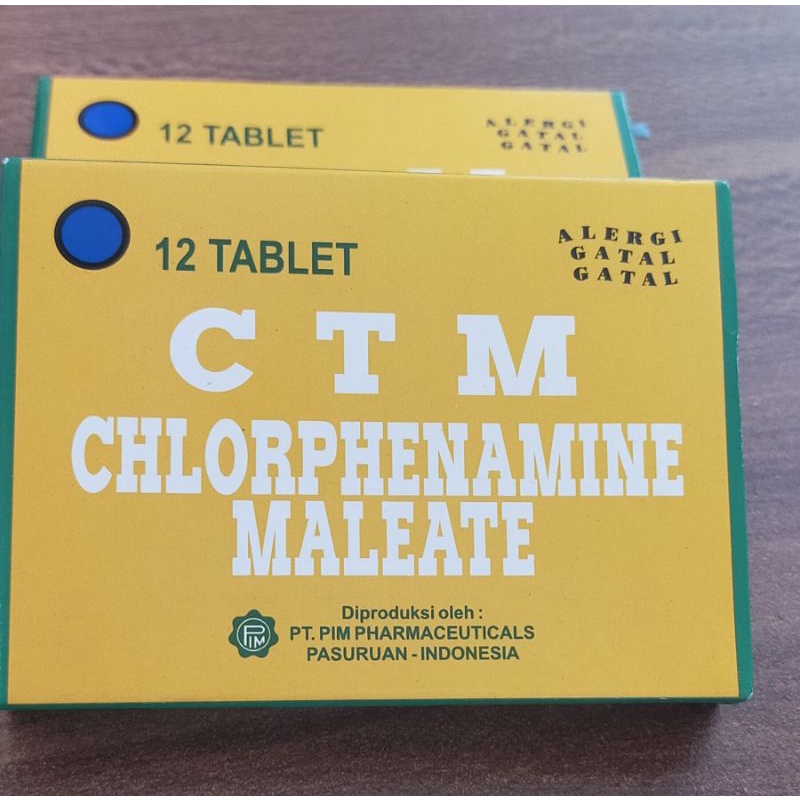 12 TABLET
ALERGI
GATAL
GATAL
12 TABLET
ALERGI
GATAL
GATAL
C T M
CHLORPHENAMINE
MALEATE
PIM
Diproduksi oleh :
PT. PIM PHARMACEUTICALS
PASURUAN - INDONESIA